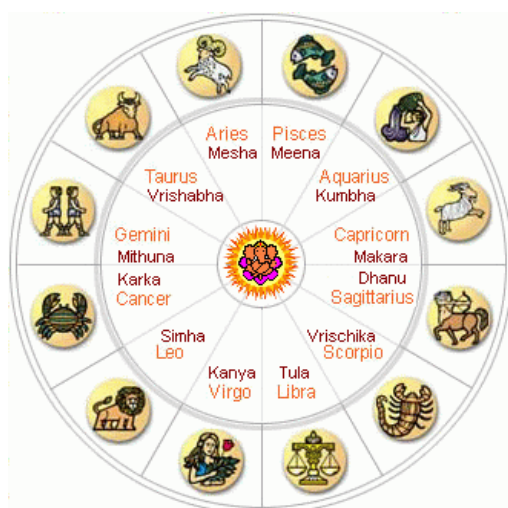 Aries
Mesha
Pisces
Meena
Taurus
Vrishabha
Aquarius
Kumbha
Gemini
Mithuna
Capricorn
Makara
Karka
Cancer
Dhanu
Sagittarius
Simha
Leo
Vrischika
Scorpio
Kanya
Virgo
Tula
Libra